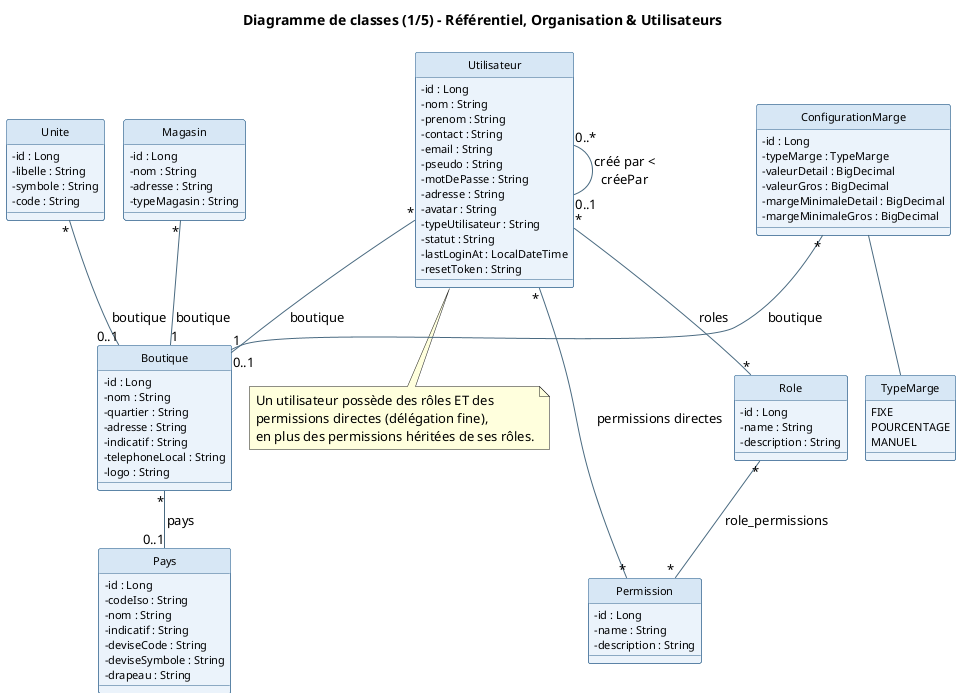 Diagramme de classes (1/5) - Référentiel, Organisation & Utilisateurs
Utilisateur
-id : Long
-nom : String
-prenom : String
-contact : String
-email : String
-pseudo : String
-motDePasse : String
-adresse : String
-avatar : String
-typeUtilisateur : String
-statut : String
-lastLoginAt : LocalDateTime
-resetToken : String
0..*
créé par <
créePar
0..1
Unite
-id : Long
-libelle : String
-symbole : String
-code : String
Magasin
-id : Long
-nom : String
-adresse : String
-typeMagasin : String
ConfigurationMarge
-id : Long
-typeMarge : TypeMarge
-valeurDetail : BigDecimal
-valeurGros : BigDecimal
-margeMinimaleDetail : BigDecimal
-margeMinimaleGros : BigDecimal
*
*
*
*
*
*
boutique
boutique
boutique
roles
boutique
0..1
1
1
0..1
*
Boutique
-id : Long
-nom : String
-quartier : String
-adresse : String
-indicatif : String
-telephoneLocal : String
-logo : String
Un utilisateur possède des rôles ET des
permissions directes (délégation fine),
en plus des permissions héritées de ses rôles.
permissions directes
Role
-id : Long
-name : String
-description : String
TypeMarge
FIXE
POURCENTAGE
MANUEL
*
pays
0..1
*
role_permissions
*
*
Pays
-id : Long
-codeIso : String
-nom : String
-indicatif : String
-deviseCode : String
-deviseSymbole : String
-drapeau : String
Permission
-id : Long
-name : String
-description : String